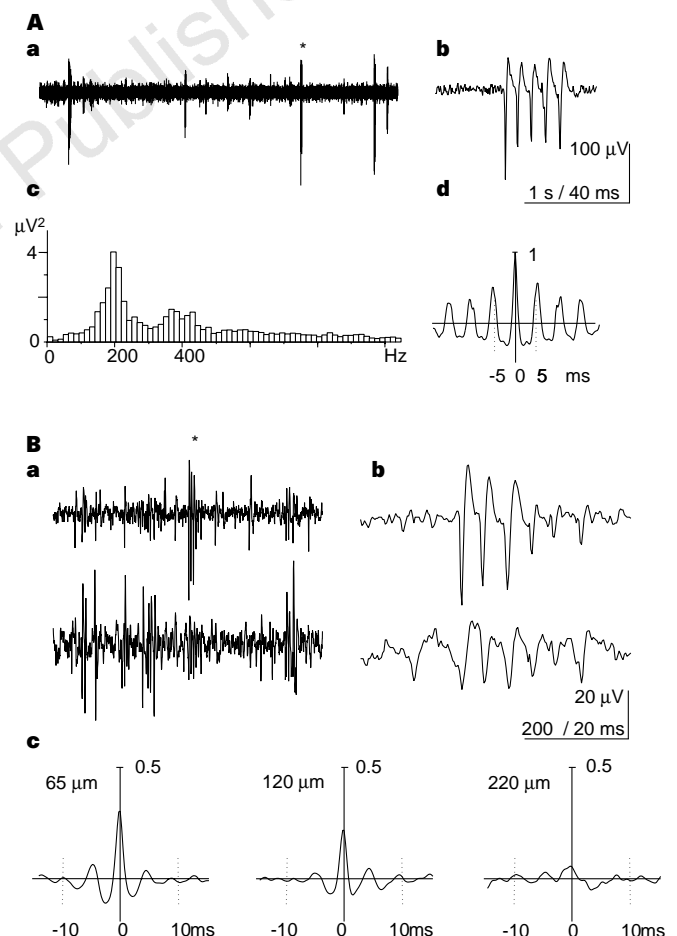 Publishe
A
a
*
b
100 μV
1 s / 40 ms
c
d
μV²
4
0
0 200 400 Hz
1
-5 0 5 ms
B
a
*
b
20 μV
200 / 20 ms
c
65 μm
0.5
120 μm
0.5
220 μm
0.5
-10 0 10ms
-10 0 10ms
-10 0 10ms